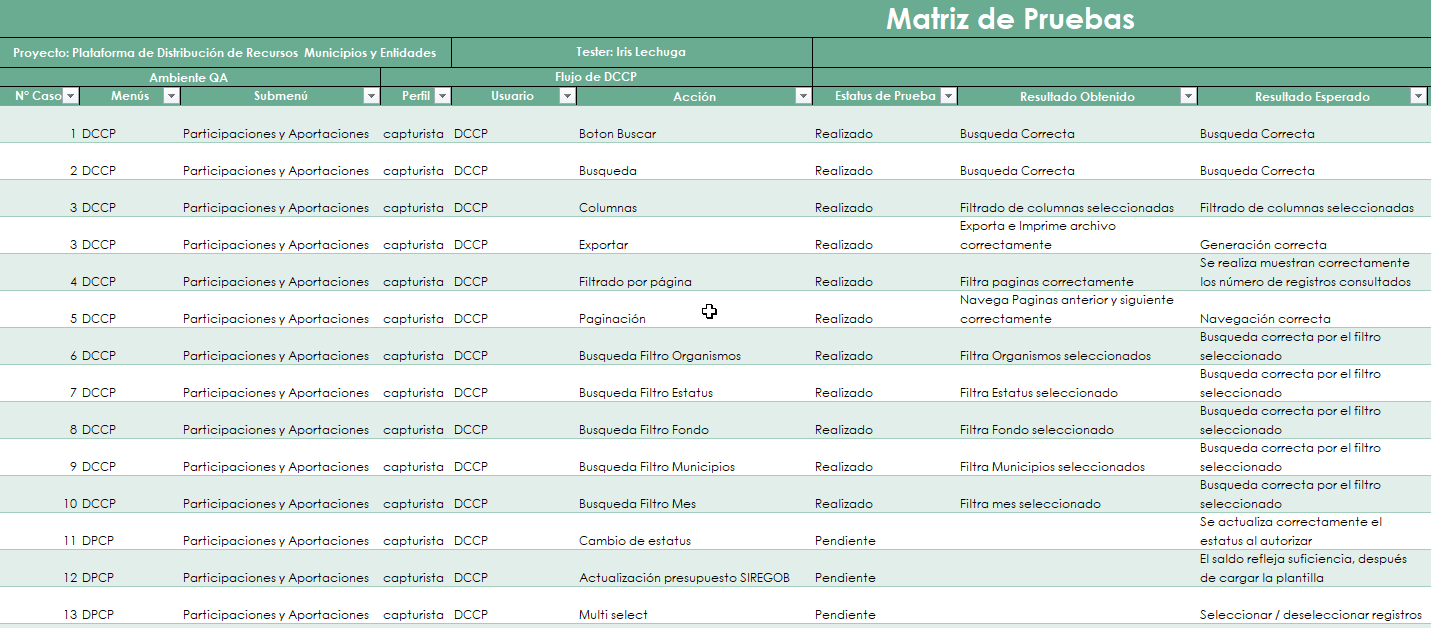 Matriz de Pruebas
Proyecto: Plataforma de Distribución de Recursos Municipios y Entidades Tester: Iris Lechuga
Ambiente QA Flujo de DCCP
N° Caso Menús Submenú Perfil Usuario Acción Estatus de Prueba Resultado Obtenido Resultado Esperado
1 DCCP Participaciones y Aportaciones capturista DCCP Boton Buscar Realizado Busqueda Correcta Busqueda Correcta
2 DCCP Participaciones y Aportaciones capturista DCCP Busqueda Realizado Busqueda Correcta Busqueda Correcta
3 DCCP Participaciones y Aportaciones capturista DCCP Columnas Realizado Filtrado de columnas seleccionadas Filtrado de columnas seleccionadas
Exporta e Imprime archivo
3 DCCP Participaciones y Aportaciones capturista DCCP Exportar Realizado correctamente Generación correcta
Se realiza muestran correctamente
4 DCCP Participaciones y Aportaciones capturista DCCP Filtrado por página Realizado Filtra paginas correctamente los número de registros consultados
Navega Paginas anterior y siguiente
5 DCCP Participaciones y Aportaciones capturista DCCP Paginación Realizado correctamente Navegación correcta
Busqueda correcta por el filtro
6 DCCP Participaciones y Aportaciones capturista DCCP Busqueda Filtro Organismos Realizado Filtra Organismos seleccionados seleccionado
Busqueda correcta por el filtro
7 DCCP Participaciones y Aportaciones capturista DCCP Busqueda Filtro Estatus Realizado Filtra Estatus seleccionado seleccionado
Busqueda correcta por el filtro
8 DCCP Participaciones y Aportaciones capturista DCCP Busqueda Filtro Fondo Realizado Filtra Fondo seleccionado seleccionado
Busqueda correcta por el filtro
9 DCCP Participaciones y Aportaciones capturista DCCP Busqueda Filtro Municipios Realizado Filtra Municipios seleccionados seleccionado
Busqueda correcta por el filtro
10 DCCP Participaciones y Aportaciones capturista DCCP Busqueda Filtro Mes Realizado Filtra mes seleccionado seleccionado
Se actualiza correctamente el
11 DPCP Participaciones y Aportaciones capturista DCCP Cambio de estatus Pendiente estatus al autorizar
El saldo refleja suficiencia, después
12 DPCP Participaciones y Aportaciones capturista DCCP Actualización presupuesto SIREGOB Pendiente de cargar la plantilla
13 DPCP Participaciones y Aportaciones capturista DCCP Multi select Pendiente Seleccionar / deseleccionar registros